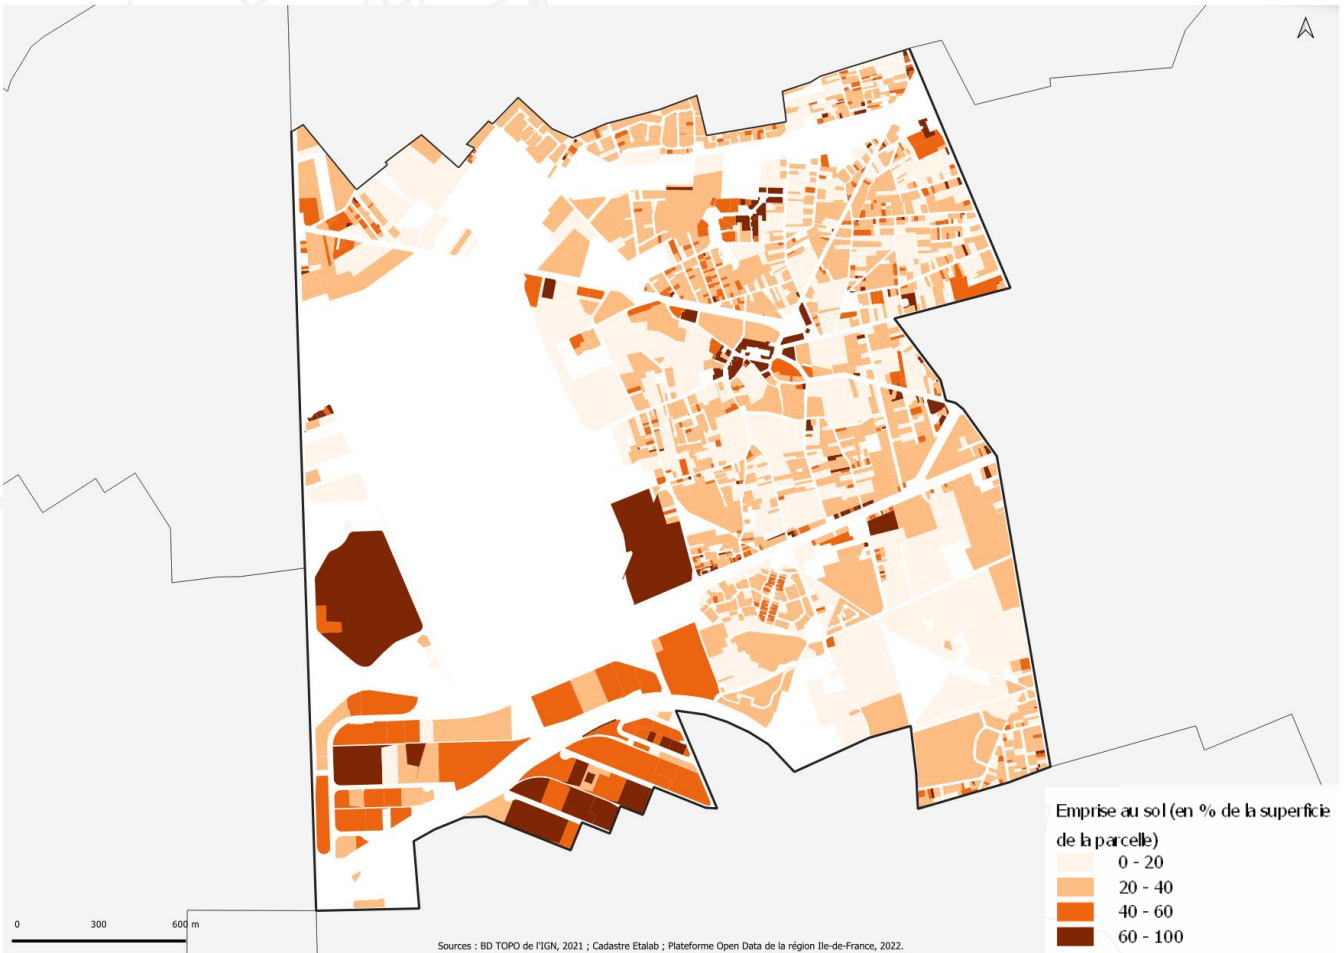 Emprise au sol (en % de la superficie
de la parcelle)
0 - 20
20 - 40
40 - 60
60 - 100
0 300 600 m
Sources : BD TOPO de l'IGN, 2021 ; Cadastre Etalab ; Plateforme Open Data de la région Ile-de-France, 2022.